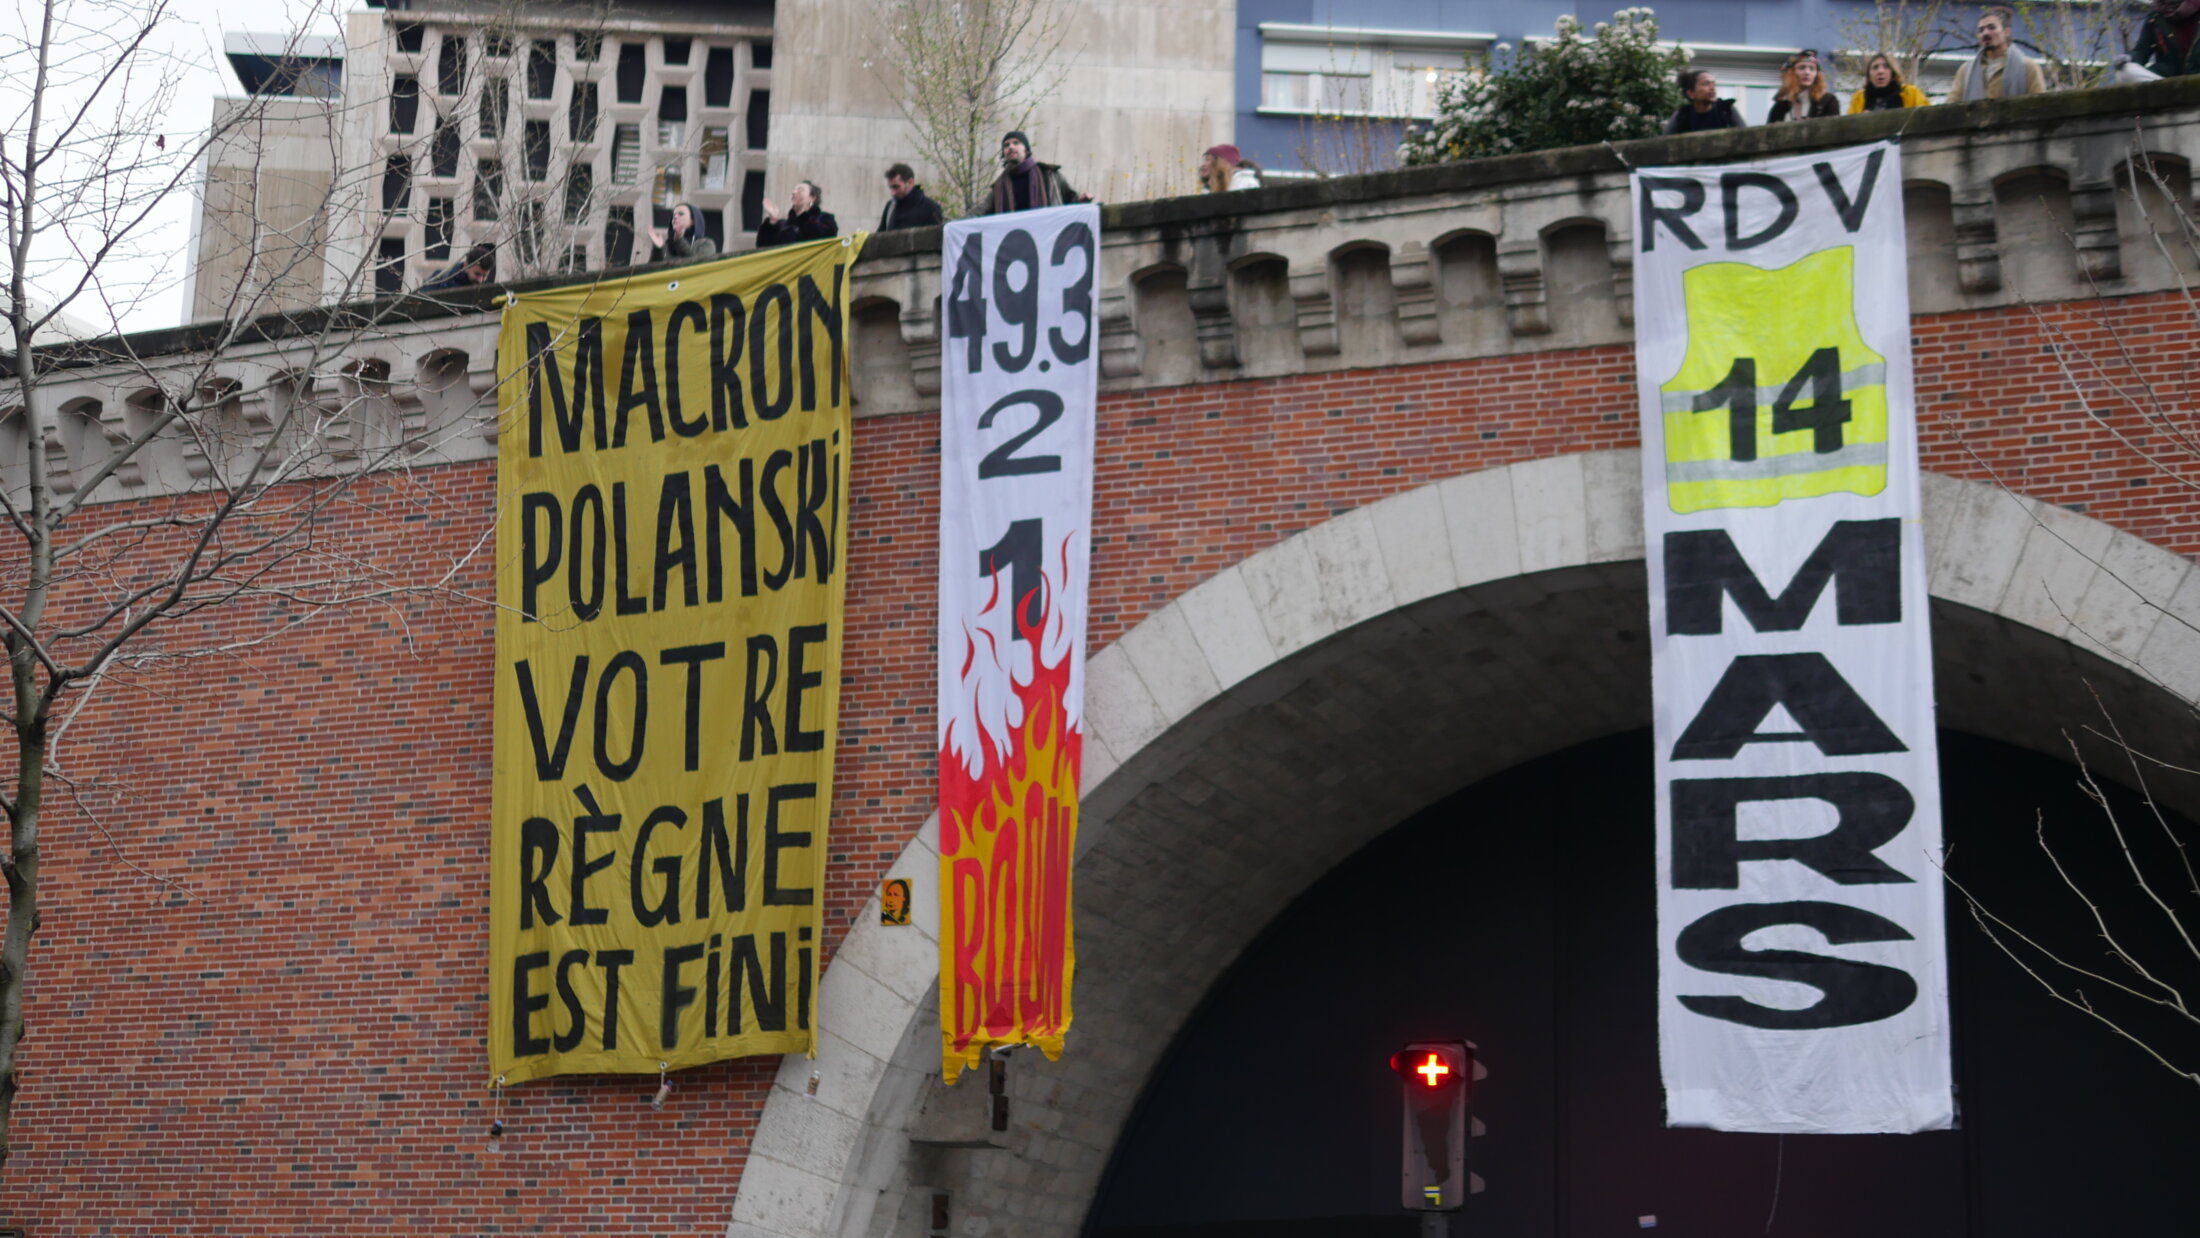 MACRON
POLANSKi
VOTRE
RÈGNE
EST FiNi
49.3
2
1
BOOM
RDV
14
MARS